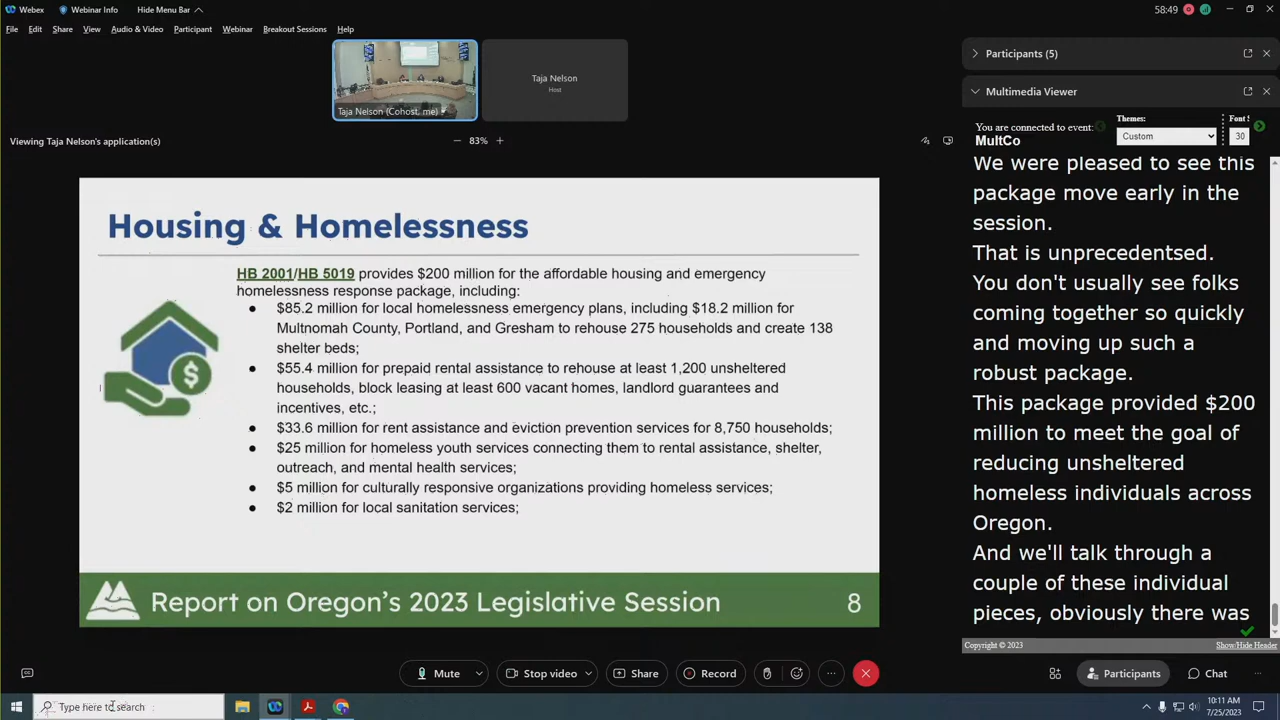 Webex
Webinar Info
Hide Menu Bar
58:49
File
Edit
Share
View
Audio & Video
Participant
Webinar
Breakout Sessions
Help
Taja Nelson (Cohost, me)
Taja Nelson
Host
Viewing Taja Nelson's application(s)
83%
Housing & Homelessness
HB 2001/HB 5019 provides $200 million for the affordable housing and emergency
homelessness response package, including:
● $85.2 million for local homelessness emergency plans, including $18.2 million for
Multnomah County, Portland, and Gresham to rehouse 275 households and create 138
shelter beds;
● $55.4 million for prepaid rental assistance to rehouse at least 1,200 unsheltered
households, block leasing at least 600 vacant homes, landlord guarantees and
incentives, etc.;
● $33.6 million for rent assistance and eviction prevention services for 8,750 households;
● $25 million for homeless youth services connecting them to rental assistance, shelter,
outreach, and mental health services;
● $5 million for culturally responsive organizations providing homeless services;
● $2 million for local sanitation services;
Report on Oregon's 2023 Legislative Session
8
Participants (5)
Multimedia Viewer
You are connected to event:
MultCo
Themes:
Custom
Font
30
We were pleased to see this
package move early in the
session.
That is unprecedentsed.
You don't usually see folks
coming together so quickly
and moving up such a
robust package.
This package provided $200
million to meet the goal of
reducing unsheltered
homeless individuals across
Oregon.
And we'll talk through a
couple of these individual
pieces, obviously there was
Copyright © 2023
Show/Hide Header
Mute
Stop video
Share
Record
Participants
Chat
Type here to search
10:11 AM
7/25/2023